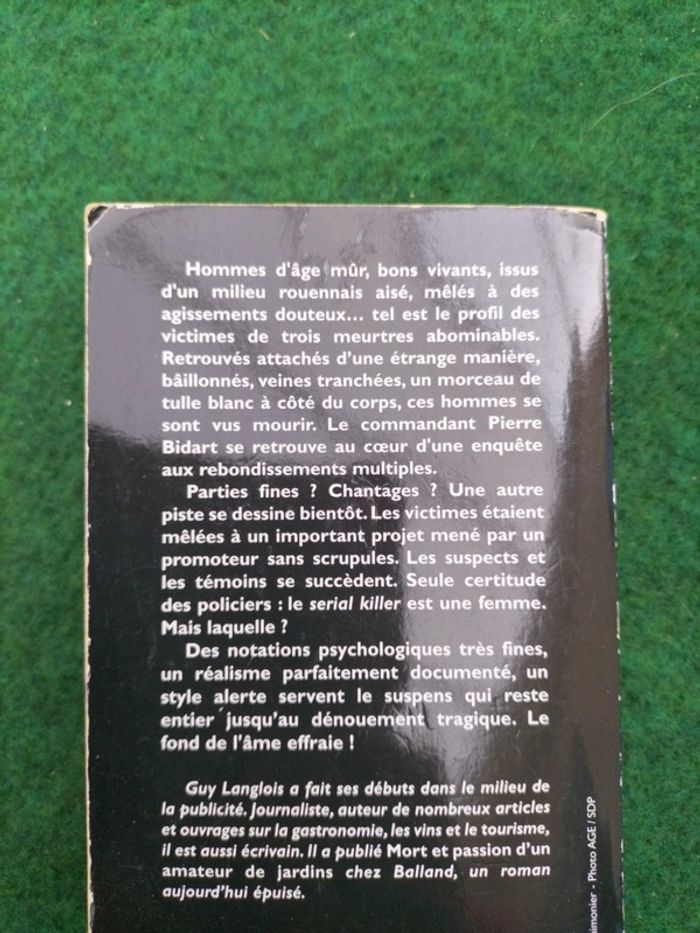 Hommes d'âge mûr, bons vivants, issus
d'un milieu rouennais aisé, mêlés à des
agissements douteux... tel est le profil des
victimes de trois meurtres abominables.
Retrouvés attachés d'une étrange manière,
bâillonnés, veines tranchées, un morceau de
tulle blanc à côté du corps, ces hommes se
sont vus mourir. Le commandant Pierre
Bidart se retrouve au cœur d'une enquête
aux rebondissements multiples.
Parties fines ? Chantages ? Une autre
piste se dessine bientôt. Les victimes étaient
mêlées à un important projet mené par un
promoteur sans scrupules. Les suspects et
les témoins se succèdent. Seule certitude
des policiers : le serial killer est une femme.
Mais laquelle ?
Des notations psychologiques très fines,
un réalisme parfaitement documenté, un
style alerte servent le suspens qui reste
entier jusqu'au dénouement tragique. Le
fond de l'âme effraie !
Guy Langlois a fait ses débuts dans le milieu de
la publicité. Journaliste, auteur de nombreux articles
et ouvrages sur la gastronomie, les vins et le tourisme,
il est aussi écrivain. Il a publié Mort et passion d'un
amateur de jardins chez Balland, un roman
aujourd'hui épuisé.
- Photo AGE / SDP